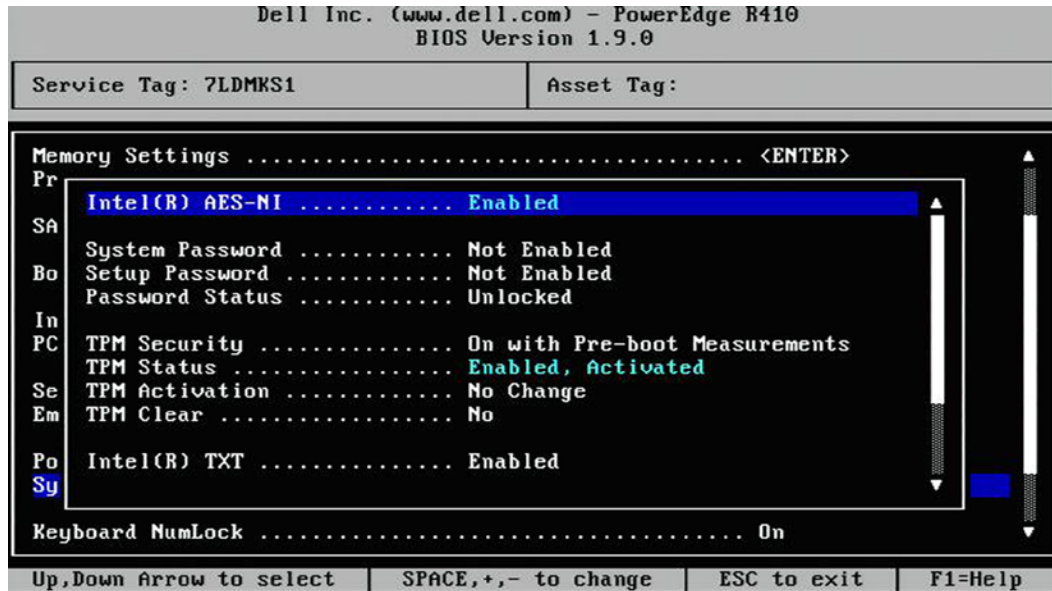 Dell Inc. (www.dell.com) - PowerEdge R410
BIOS Version 1.9.0
Service Tag: 7LDMKS1 Asset Tag:
Memory Settings ...................................... <ENTER>
Pr
Intel(R) AES-NI ............ Enabled
SA
System Password ............. Not Enabled
Bo Setup Password ............. Not Enabled
Password Status ............ Unlocked
In
PC TPM Security ............... On with Pre-boot Measurements
TPM Status .................. Enabled, Activated
Se TPM Activation ............. No Change
Em TPM Clear .................. No
Po Intel(R) TXT ............... Enabled
Sy
Keyboard NumLock ..................................... On
Up,Down Arrow to select SPACE,+,- to change ESC to exit F1=Help